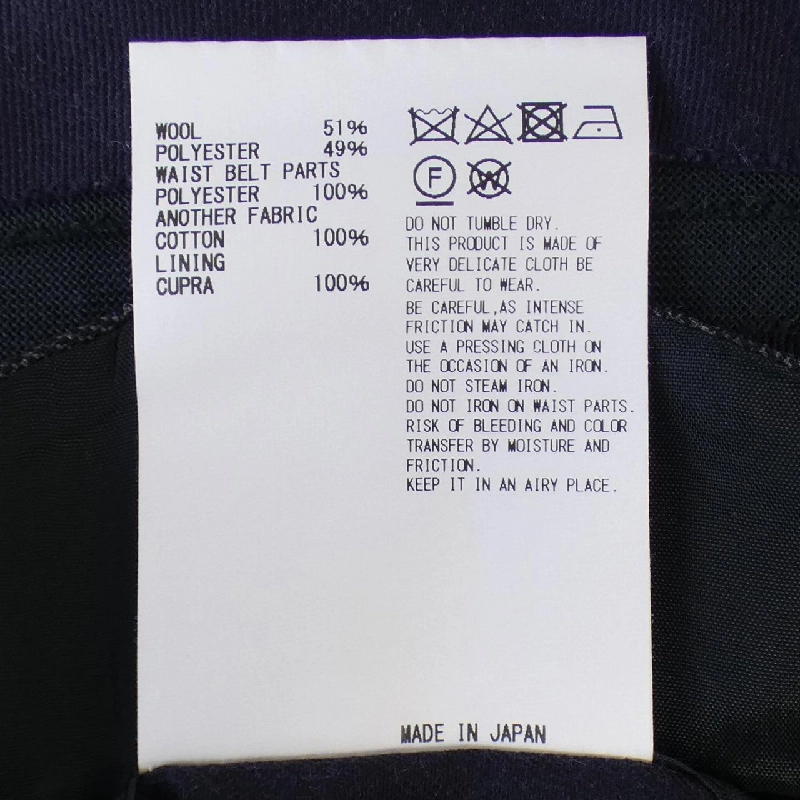 WOOL 51%
POLYESTER 49%
WAIST BELT PARTS
POLYESTER 100%
ANOTHER FABRIC
COTTON 100%
LINING
CUPRA 100%
F W
DO NOT TUMBLE DRY.
THIS PRODUCT IS MADE OF
VERY DELICATE CLOTH BE
CAREFUL TO WEAR.
BE CAREFUL,AS INTENSE
FRICTION MAY CATCH IN.
USE A PRESSING CLOTH ON
THE OCCASION OF AN IRON.
DO NOT STEAM IRON.
DO NOT IRON ON WAIST PARTS.
RISK OF BLEEDING AND COLOR
TRANSFER BY MOISTURE AND
FRICTION.
KEEP IT IN AN AIRY PLACE.
MADE IN JAPAN